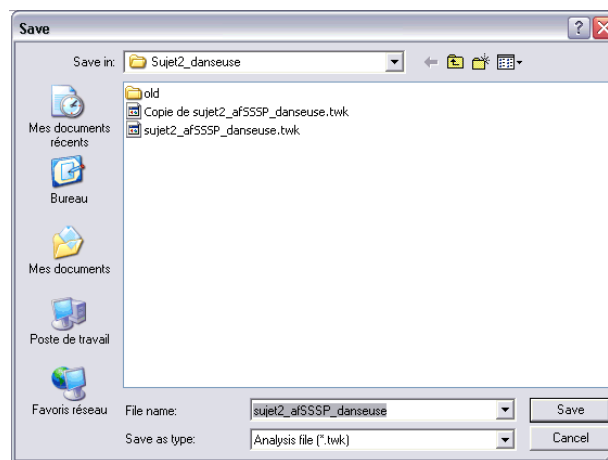 Save
Save in: Sujet2_danseuse
old
Copie de sujet2_afSSSP_danseuse.twk
sujet2_afSSSP_danseuse.twk
Mes documents
récents
Bureau
Mes documents
Poste de travail
Favoris réseau
File name: sujet2_afSSSP_danseuse Save
Save as type: Analysis file (*.twk) Cancel